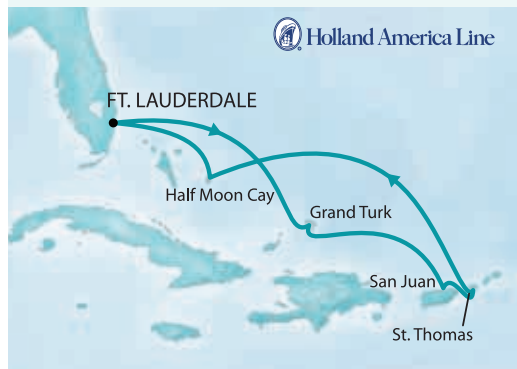 Holland America Line
FT. LAUDERDALE
Half Moon Cay
Grand Turk
San Juan
St. Thomas